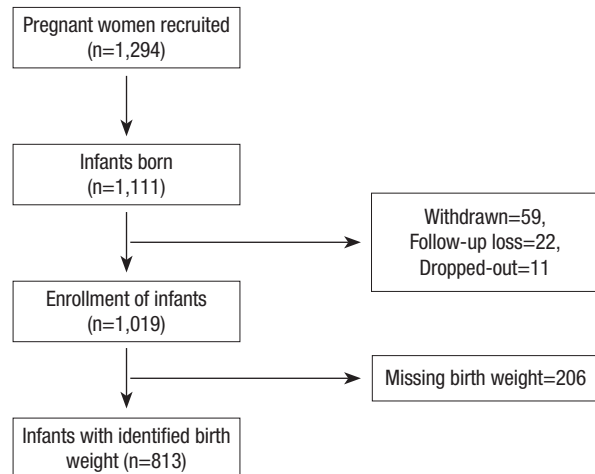 Pregnant women recruited
(n=1,294)
Infants born
(n=1,111)
Withdrawn=59,
Follow-up loss=22,
Dropped-out=11
Enrollment of infants
(n=1,019)
Missing birth weight=206
Infants with identified birth
weight (n=813)